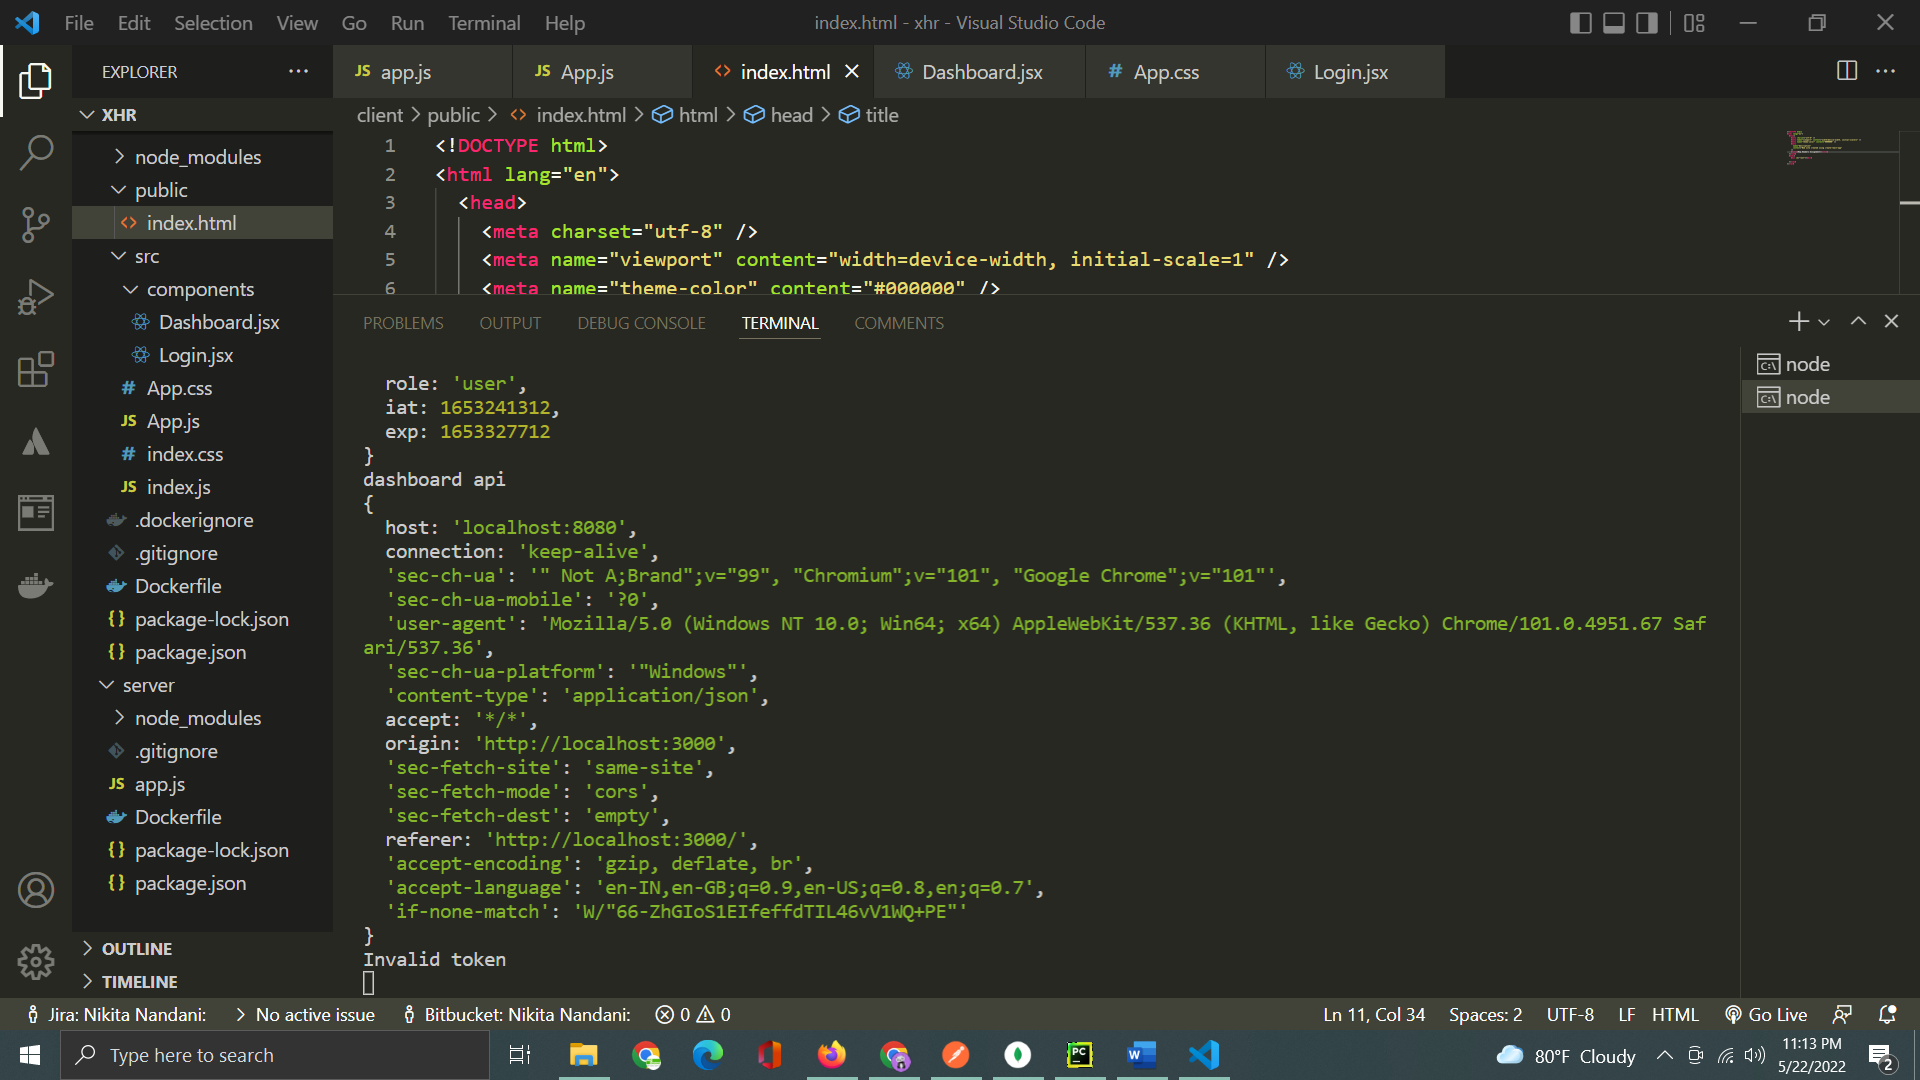 File Edit Selection View Go Run Terminal Help
index.html - xhr - Visual Studio Code
EXPLORER
JS app.js
JS App.js
<> index.html
Dashboard.jsx
# App.css
Login.jsx
XHR
node_modules
public
<> index.html
src
components
Dashboard.jsx
Login.jsx
# App.css
JS App.js
# index.css
JS index.js
.dockerignore
.gitignore
Dockerfile
{} package-lock.json
{} package.json
server
node_modules
.gitignore
JS app.js
Dockerfile
{} package-lock.json
{} package.json
OUTLINE
TIMELINE
client > public > <> index.html > html > head > title
1 <!DOCTYPE html>
2 <html lang="en">
3 <head>
4 <meta charset="utf-8" />
5 <meta name="viewport" content="width=device-width, initial-scale=1" />
6 <meta name="theme-color" content="#000000" />
PROBLEMS OUTPUT DEBUG CONSOLE TERMINAL COMMENTS
node
node
role: 'user',
iat: 1653241312,
exp: 1653327712
}
dashboard api
{
host: 'localhost:8080',
connection: 'keep-alive',
'sec-ch-ua': '" Not A;Brand";v="99", "Chromium";v="101", "Google Chrome";v="101"',
'sec-ch-ua-mobile': '?0',
'user-agent': 'Mozilla/5.0 (Windows NT 10.0; Win64; x64) AppleWebKit/537.36 (KHTML, like Gecko) Chrome/101.0.4951.67 Saf
ari/537.36',
'sec-ch-ua-platform': '"Windows"',
'content-type': 'application/json',
accept: '*/*',
origin: 'http://localhost:3000',
'sec-fetch-site': 'same-site',
'sec-fetch-mode': 'cors',
'sec-fetch-dest': 'empty',
referer: 'http://localhost:3000/',
'accept-encoding': 'gzip, deflate, br',
'accept-language': 'en-IN,en-GB;q=0.9,en-US;q=0.8,en;q=0.7',
'if-none-match': 'W/"66-ZhGIoS1EIfeffdTIL46vV1WQ+PE"'
}
Invalid token
Jira: Nikita Nandani: > No active issue Bitbucket: Nikita Nandani: 0 0
Ln 11, Col 34 Spaces: 2 UTF-8 LF HTML Go Live
Type here to search
80°F Cloudy
11:13 PM
5/22/2022
2